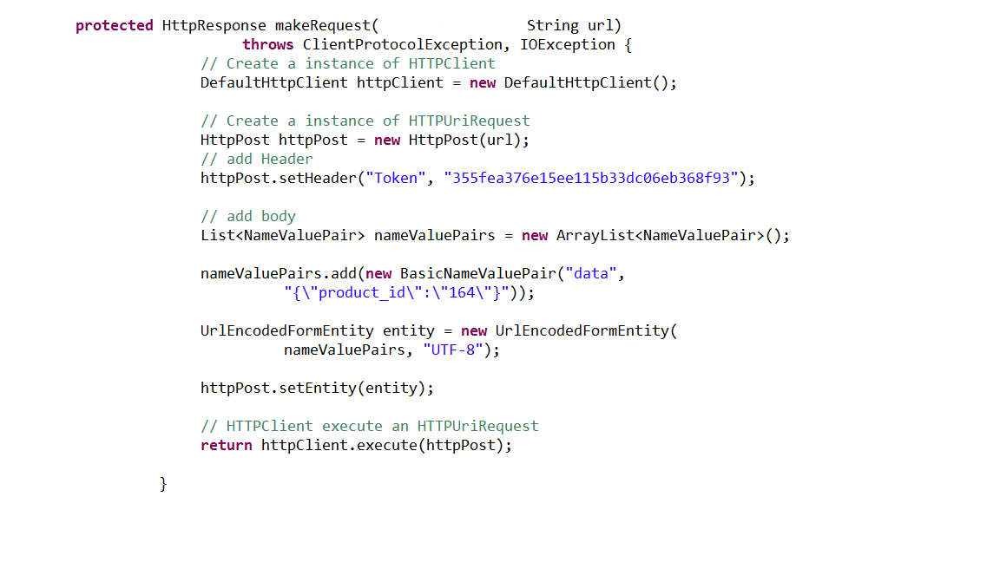 protected HttpResponse makeRequest( String url)
throws ClientProtocolException, IOException {
// Create a instance of HTTPClient
DefaultHttpClient httpClient = new DefaultHttpClient();
// Create a instance of HTTPUriRequest
HttpPost httpPost = new HttpPost(url);
// add Header
httpPost.setHeader("Token", "355fea376e15ee115b33dc06eb368f93");
// add body
List<NameValuePair> nameValuePairs = new ArrayList<NameValuePair>();
nameValuePairs.add(new BasicNameValuePair("data",
"{\"product_id\":\"164\"}"));
UrlEncodedFormEntity entity = new UrlEncodedFormEntity(
nameValuePairs, "UTF-8");
httpPost.setEntity(entity);
// HTTPClient execute an HTTPUriRequest
return httpClient.execute(httpPost);
}